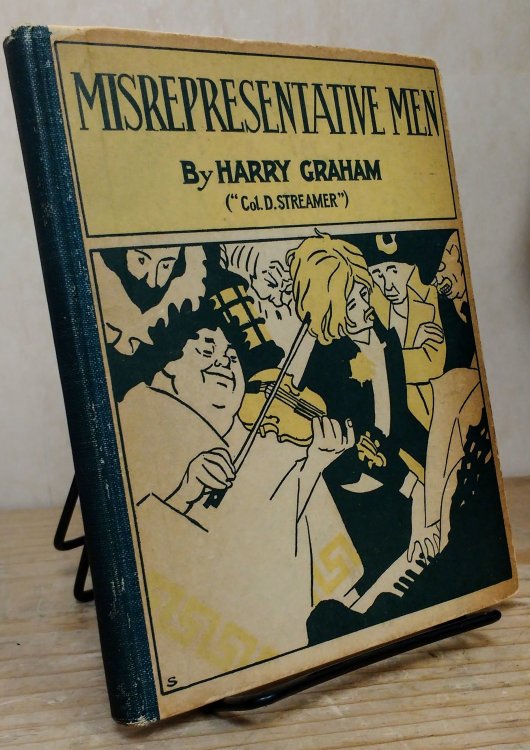 MISREPRESENTATIVE MEN
By HARRY GRAHAM
("Col. D. STREAMER")
S